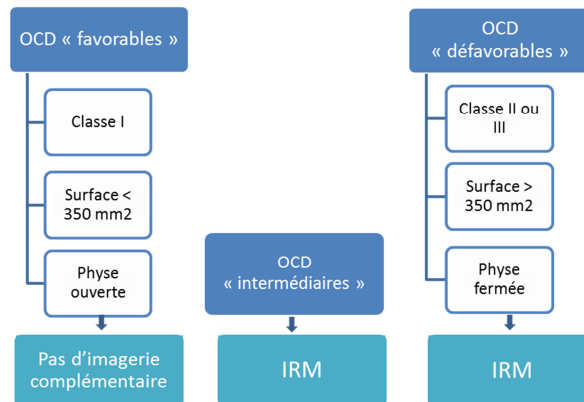 OCD « favorables »
Classe I
Surface <
350 mm2
Physe
ouverte
Pas d’imagerie
complémentaire
OCD
« intermédiaires »
IRM
OCD
« défavorables »
Classe II ou
III
Surface >
350 mm2
Physe
fermée
IRM